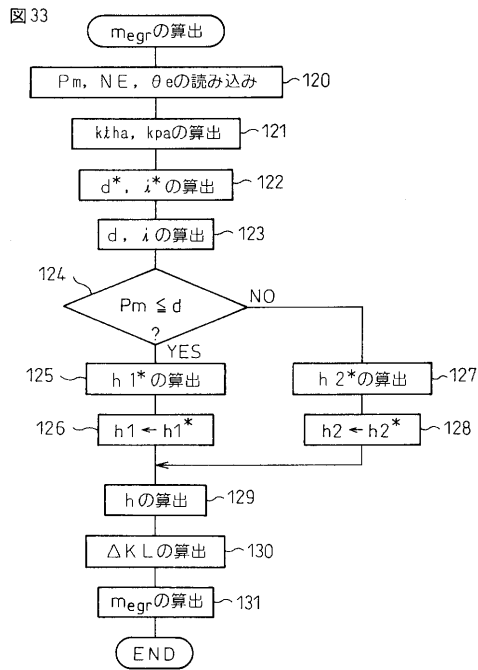 図33
megrの算出
Pm, NE, θeの読み込み 120
ktha, kpaの算出 121
d*, i*の算出 122
d, iの算出 123
124
Pm≦d
?
NO
YES
125 h1*の算出
h2*の算出 127
126 h1←h1*
h2←h2* 128
hの算出 129
ΔKLの算出 130
megrの算出 131
END